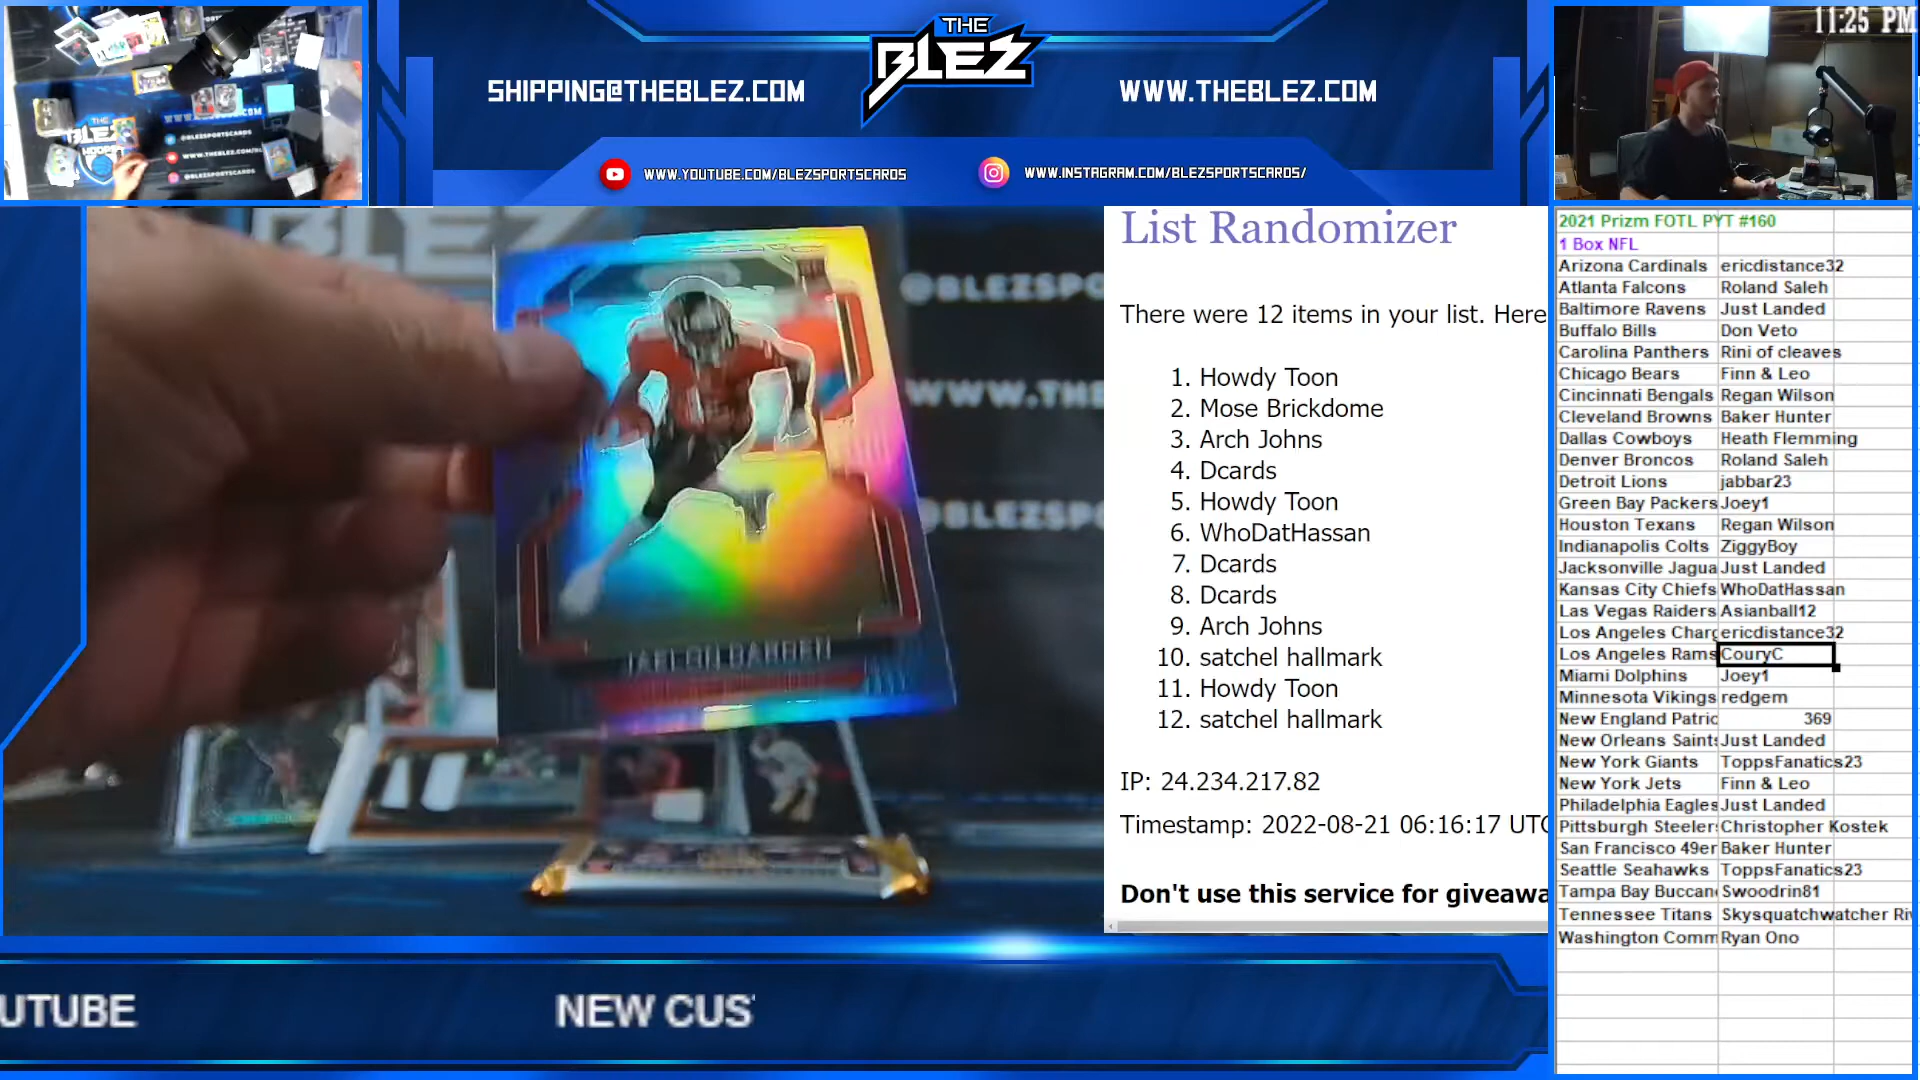 THE
BLEZ
SHIPPING@THEBLEZ.COM
WWW.THEBLEZ.COM
WWW.YOUTUBE.COM/BLEZSPORTSCARDS
WWW.INSTAGRAM.COM/BLEZSPORTSCARDS/
11:25 PM
List Randomizer
There were 12 items in your list. Here
1. Howdy Toon
2. Mose Brickdome
3. Arch Johns
4. Dcards
5. Howdy Toon
6. WhoDatHassan
7. Dcards
8. Dcards
9. Arch Johns
10. satchel hallmark
11. Howdy Toon
12. satchel hallmark
IP: 24.234.217.82
Timestamp: 2022-08-21 06:16:17 UTC
Don't use this service for giveawa
2021 Prizm FOTL PYT #160
1 Box NFL
Arizona Cardinals ericdistance32
Atlanta Falcons Roland Saleh
Baltimore Ravens Just Landed
Buffalo Bills Don Veto
Carolina Panthers Rini of cleaves
Chicago Bears Finn & Leo
Cincinnati Bengals Regan Wilson
Cleveland Browns Baker Hunter
Dallas Cowboys Heath Flemming
Denver Broncos Roland Saleh
Detroit Lions jabbar23
Green Bay Packers Joey1
Houston Texans Regan Wilson
Indianapolis Colts ZiggyBoy
Jacksonville Jagua Just Landed
Kansas City Chiefs WhoDatHassan
Las Vegas Raiders Asianball12
Los Angeles Charg ericdistance32
Los Angeles Rams CouryC
Miami Dolphins Joey1
Minnesota Vikings redgem
New England Patric 369
New Orleans Saints Just Landed
New York Giants ToppsFanatics23
New York Jets Finn & Leo
Philadelphia Eagles Just Landed
Pittsburgh Steelers Christopher Kostek
San Francisco 49er Baker Hunter
Seattle Seahawks ToppsFanatics23
Tampa Bay Buccan Swoodrin81
Tennessee Titans Skysquatchwatcher Riv
Washington Comm Ryan Ono
BLEZ
@BLEZSPO
WWW.THE
@BLEZSPO
UTUBE
NEW CUS